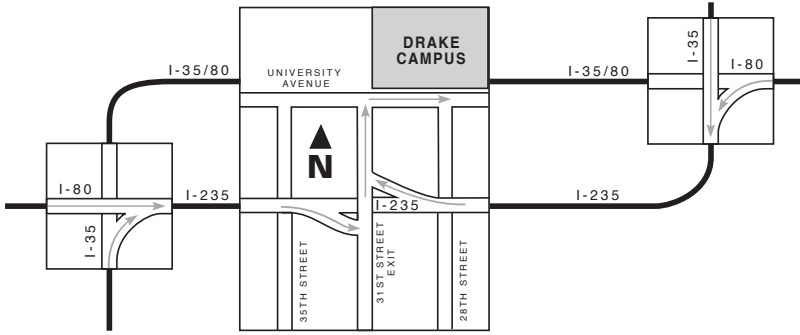 I-35/80
UNIVERSITY
AVENUE
DRAKE
CAMPUS
I-35/80
I-35
I-80
N
I-80
I-235
I-35
I-235
I-235
35TH STREET
31ST STREET
EXIT
28TH STREET